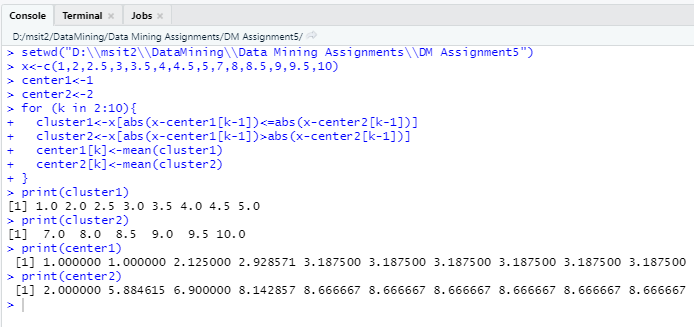 Console Terminal × Jobs ×
D:/msit2/DataMining/Data Mining Assignments/DM Assignment5/
> setwd("D:\\msit2\\DataMining\\Data Mining Assignments\\DM Assignment5")
> x<-c(1,2,2.5,3,3.5,4,4.5,5,7,8,8.5,9,9.5,10)
> center1<-1
> center2<-2
> for (k in 2:10){
+   cluster1<-x[abs(x-center1[k-1])<=abs(x-center2[k-1])]
+   cluster2<-x[abs(x-center1[k-1])>abs(x-center2[k-1])]
+   center1[k]<-mean(cluster1)
+   center2[k]<-mean(cluster2)
+ }
> print(cluster1)
[1] 1.0 2.0 2.5 3.0 3.5 4.0 4.5 5.0
> print(cluster2)
[1]  7.0  8.0  8.5  9.0  9.5 10.0
> print(center1)
 [1] 1.000000 1.000000 2.125000 2.928571 3.187500 3.187500 3.187500 3.187500 3.187500 3.187500
> print(center2)
 [1] 2.000000 5.884615 6.900000 8.142857 8.666667 8.666667 8.666667 8.666667 8.666667 8.666667
>